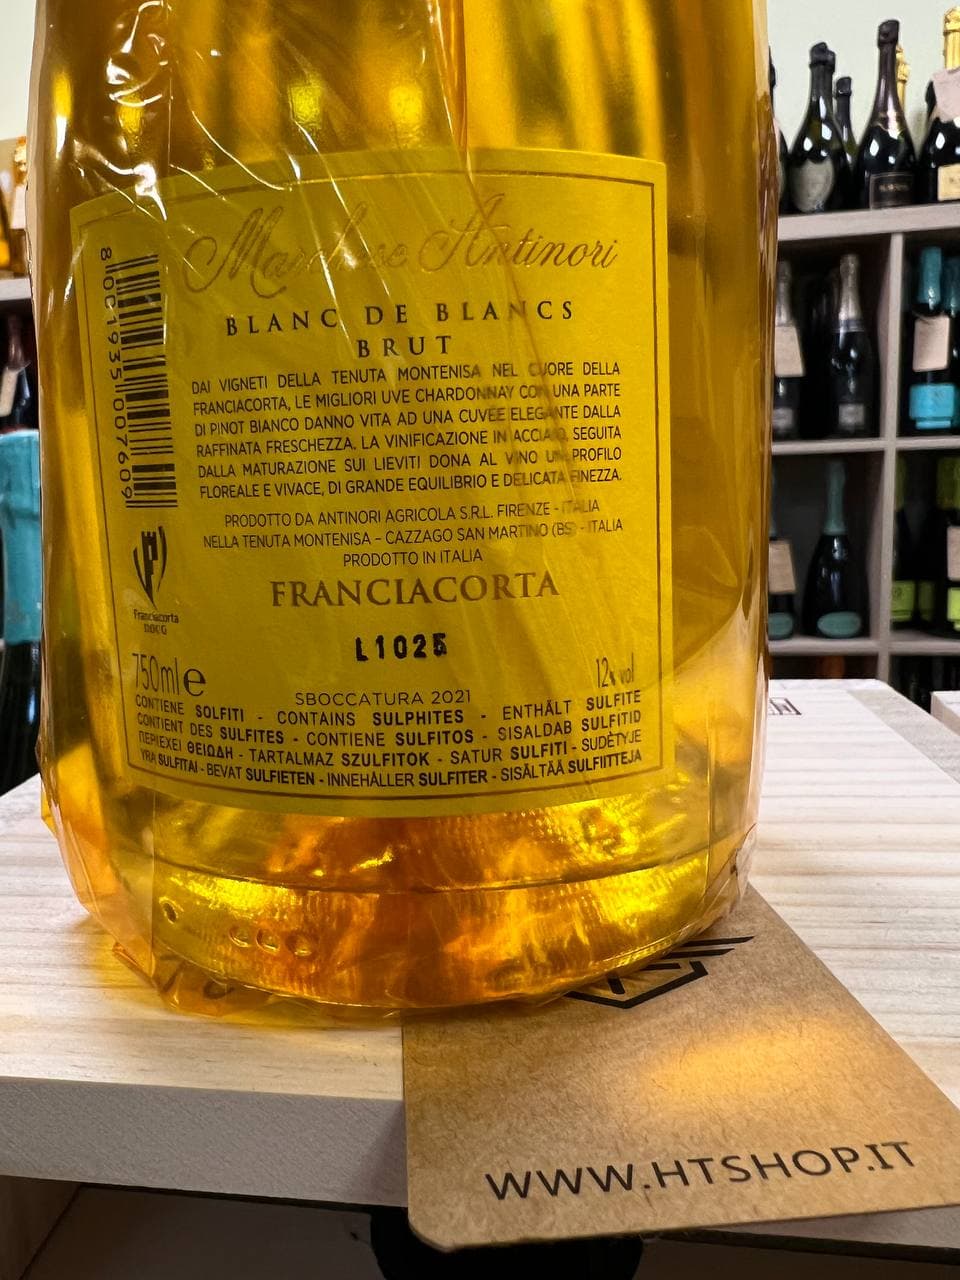 Marchese Antinori
BLANC DE BLANCS
BRUT
DAI VIGNETI DELLA TENUTA MONTENISA NEL CUORE DELLA
FRANCIACORTA, LE MIGLIORI UVE CHARDONNAY CON UNA PARTE
DI PINOT BIANCO DANNO VITA AD UNA CUVÉE ELEGANTE DALLA
RAFFINATA FRESCHEZZA. LA VINIFICAZIONE IN ACCIAIO, SEGUITA
DALLA MATURAZIONE SUI LIEVITI DONA AL VINO UN PROFILO
FLOREALE E VIVACE, DI GRANDE EQUILIBRIO E DELICATA FINEZZA.
PRODOTTO DA ANTINORI AGRICOLA S.R.L. FIRENZE - ITALIA
NELLA TENUTA MONTENISA – CAZZAGO SAN MARTINO (BS) - ITALIA
PRODOTTO IN ITALIA
FRANCIACORTA
8 001935 007609
Franciacorta
DOCG
L1025
750ml e
12% vol
SBOCCATURA 2021
CONTIENE SOLFITI - CONTAINS SULPHITES - ENTHÄLT SULFITE
CONTIENT DES SULFITES - CONTIENE SULFITOS - SISALDAB SULFITID
ΠΕΡΙΕΧΕΙ ΘΕΙΩΔΗ - TARTALMAZ SZULFITOK - SATUR SULFITI - SUDĖTYJE
YRA SULFITAI - BEVAT SULFIETEN - INNEHÅLLER SULFITER - SISÄLTÄÄ SULFIITTEJA
WWW.HTSHOP.IT